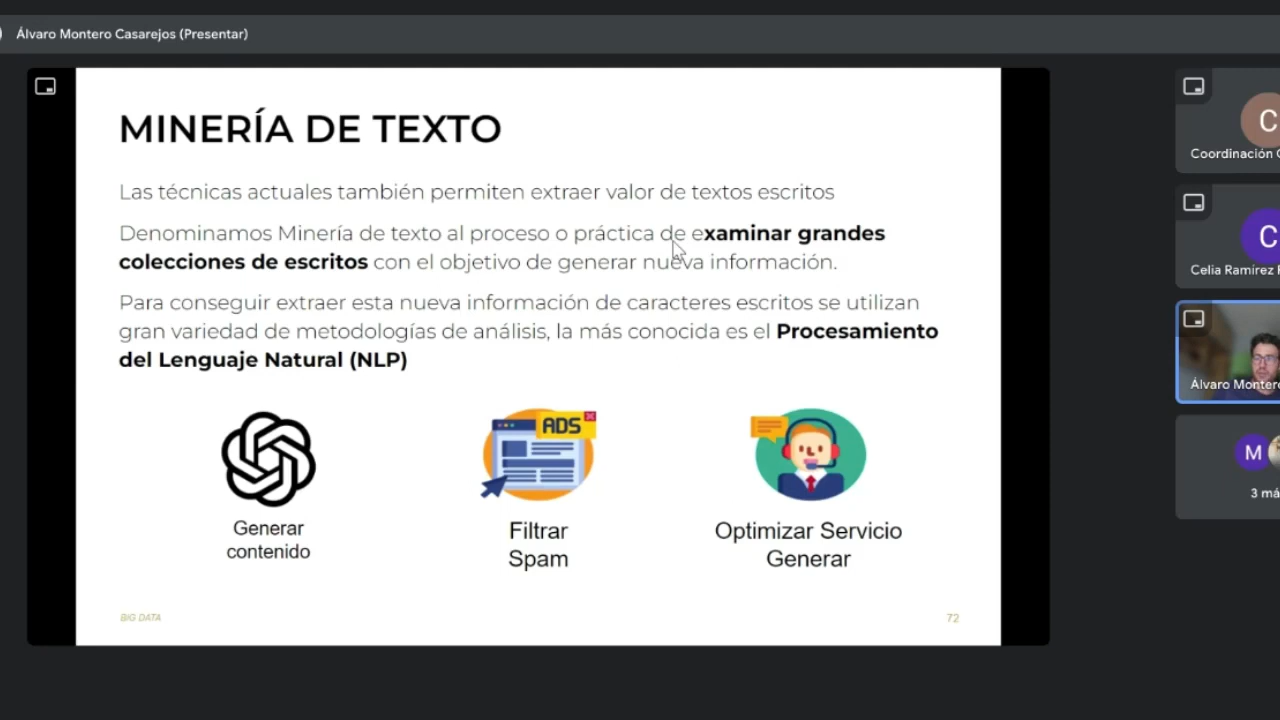 Álvaro Montero Casarejos (Presentar)
MINERÍA DE TEXTO
Las técnicas actuales también permiten extraer valor de textos escritos
Denominamos Minería de texto al proceso o práctica de examinar grandes
colecciones de escritos con el objetivo de generar nueva información.
Para conseguir extraer esta nueva información de caracteres escritos se utilizan
gran variedad de metodologías de análisis, la más conocida es el Procesamiento
del Lenguaje Natural (NLP)
ADS
Generar
contenido
Filtrar
Spam
Optimizar Servicio
Generar
BIG DATA
72
C
Coordinación
C
Celia Ramírez
Álvaro Montero
M
3 má